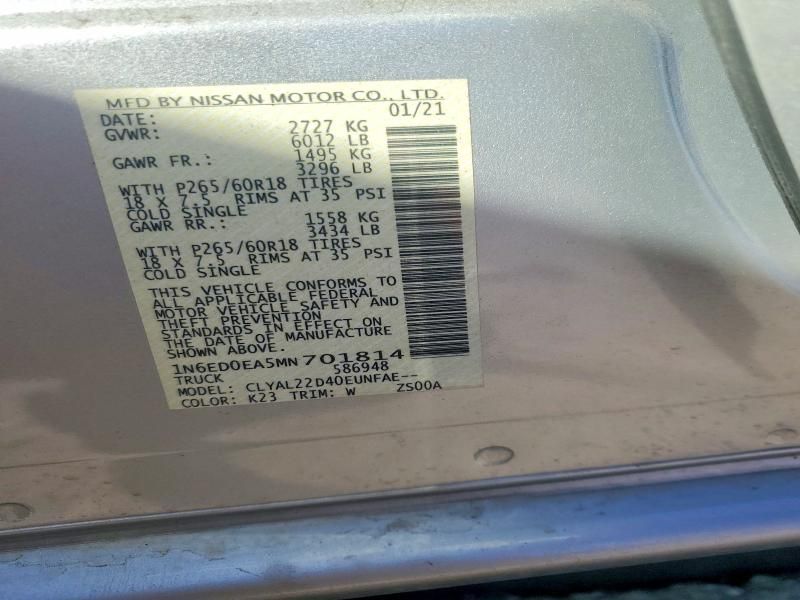 MFD BY NISSAN MOTOR CO., LTD.
DATE: 01/21
GVWR: 2727 KG
6012 LB
GAWR FR.: 1495 KG
3296 LB
WITH P265/60R18 TIRES
18 X 7.5 RIMS AT 35 PSI
COLD SINGLE
GAWR RR.: 1558 KG
3434 LB
WITH P265/60R18 TIRES
18 X 7.5 RIMS AT 35 PSI
COLD SINGLE
THIS VEHICLE CONFORMS TO
ALL APPLICABLE FEDERAL
MOTOR VEHICLE SAFETY AND
THEFT PREVENTION
STANDARDS IN EFFECT ON
THE DATE OF MANUFACTURE
SHOWN ABOVE.
1N6ED0EA5MN701814
TRUCK 586948
MODEL: CLYAL22D40EUNFAE--
COLOR: K23 TRIM: W ZS00A